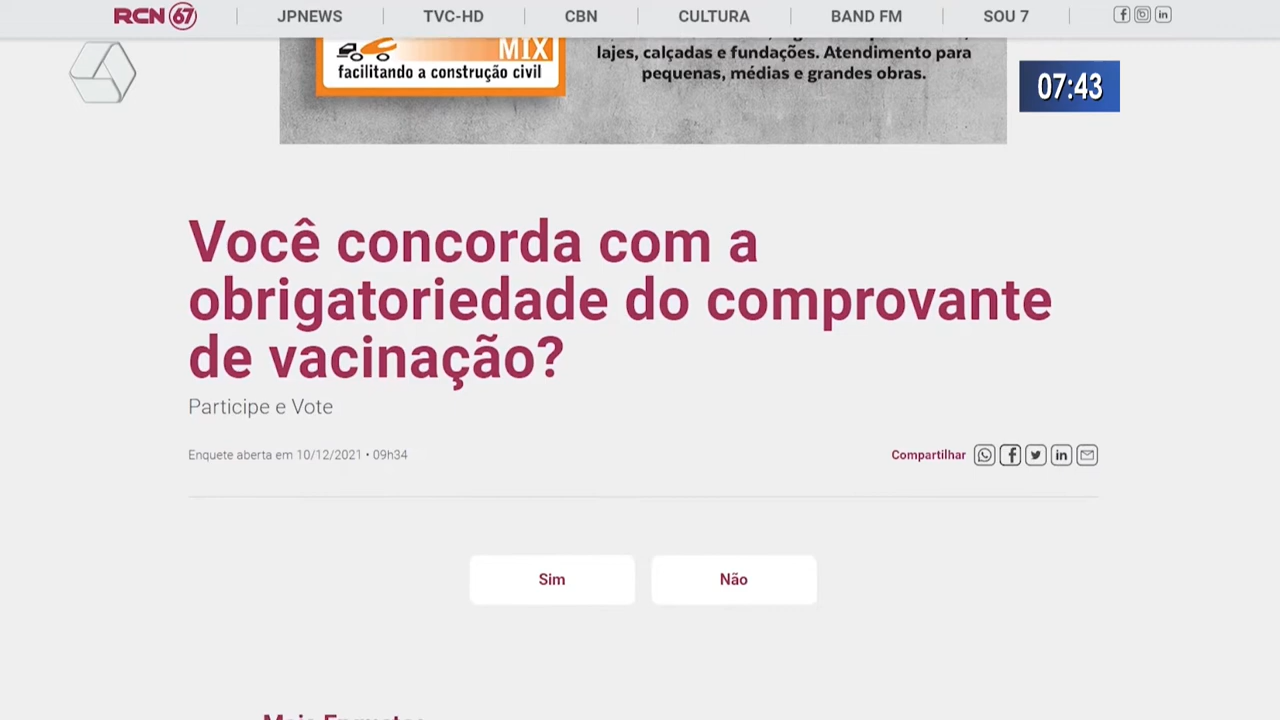 RCN 67 JPNEWS TVC-HD CBN CULTURA BAND FM SOU 7
MIX
facilitando a construção civil
lajes, calçadas e fundações. Atendimento para
pequenas, médias e grandes obras.
07:43
Você concorda com a
obrigatoriedade do comprovante
de vacinação?
Participe e Vote
Enquete aberta em 10/12/2021 • 09h34
Compartilhar
Sim
Não